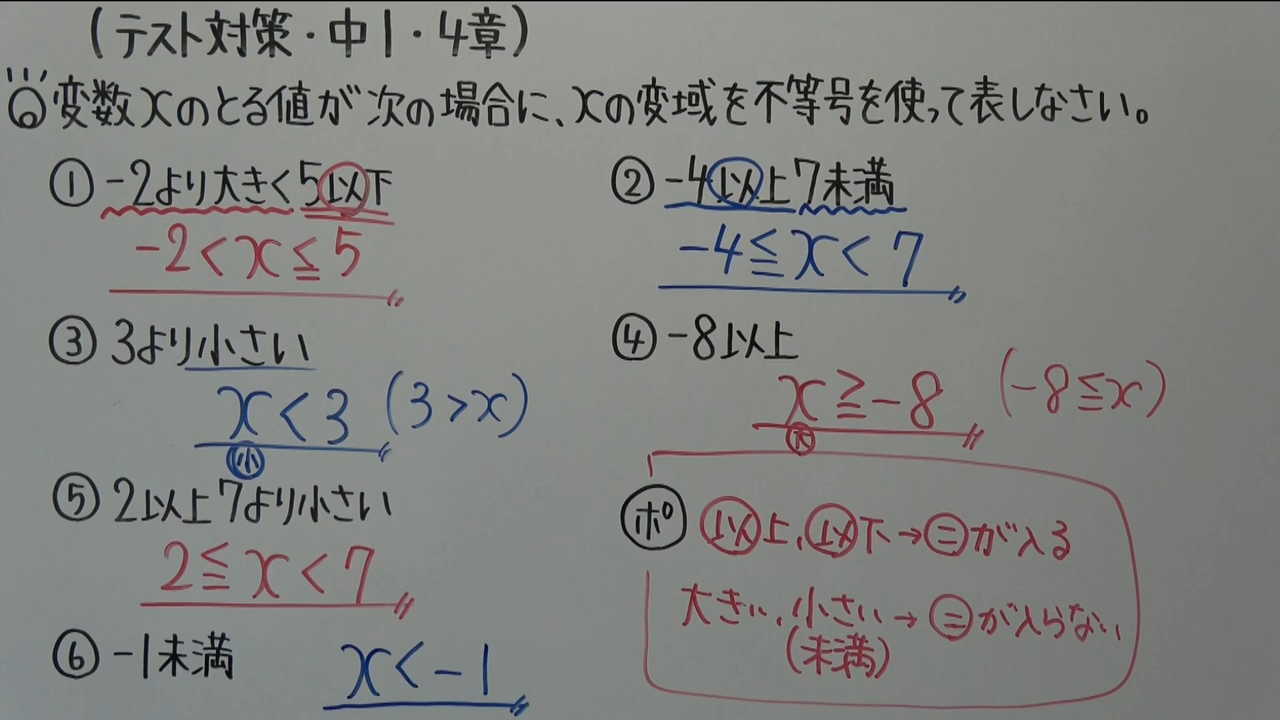 (テスト対策・中1・4章)
◎変数xのとる値が次の場合に、xの変域を不等号を使って表しなさい。
① -2より大きく5以下
-2<x≦5
② -4以上7未満
-4≦x<7
③ 3より小さい
x<3 (3>x)
小
④ -8以上
x≧-8 (-8≦x)
大
⑤ 2以上7より小さい
2≦x<7
⑥ -1未満
x<-1
ポ 以上、以下→=が入る
大きい、小さい→=が入らない
(未満)